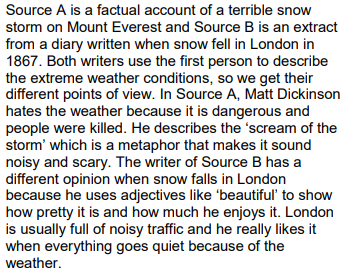 Source A is a factual account of a terrible snow
storm on Mount Everest and Source B is an extract
from a diary written when snow fell in London in
1867. Both writers use the first person to describe
the extreme weather conditions, so we get their
different points of view. In Source A, Matt Dickinson
hates the weather because it is dangerous and
people were killed. He describes the ‘scream of the
storm’ which is a metaphor that makes it sound
noisy and scary. The writer of Source B has a
different opinion when snow falls in London
because he uses adjectives like ‘beautiful’ to show
how pretty it is and how much he enjoys it. London
is usually full of noisy traffic and he really likes it
when everything goes quiet because of the
weather.